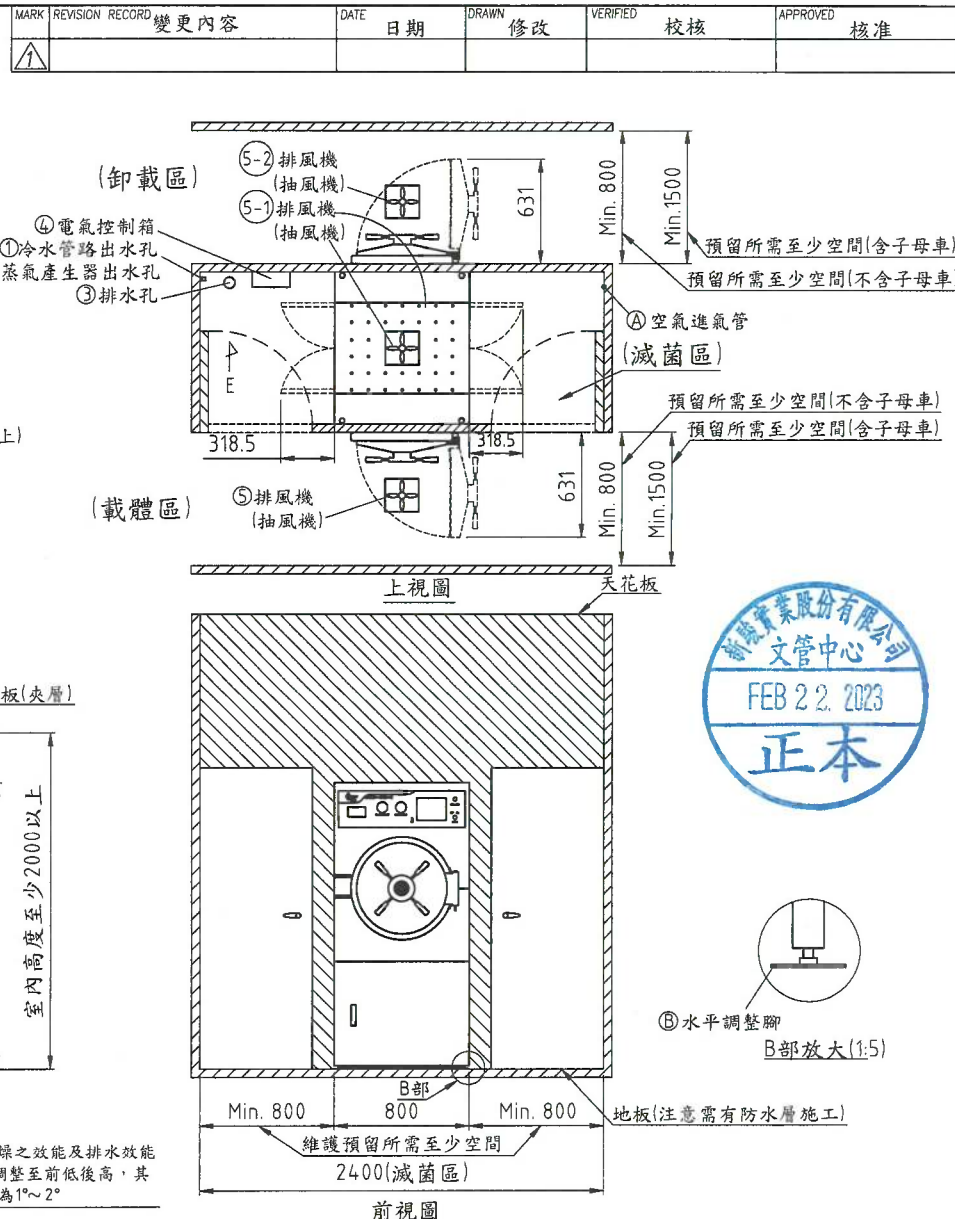 MARK REVISION RECORD 變更內容 DATE 日期 DRAWN 修改 VERIFIED 校核 APPROVED 核准
1
(卸載區)
5-2 排風機
(抽風機)
5-1 排風機
(抽風機)
④ 電氣控制箱
①冷水管路出水孔
蒸氣產生器出水孔
③排水孔
631
Min. 800
Min.1500
預留所需至少空間(含子母車)
預留所需至少空間(不含子母車)
Ⓐ 空氣進氣管
(滅菌區)
E
預留所需至少空間(不含子母車)
預留所需至少空間(含子母車)
上)
318.5
318.5
(載體區)
⑤排風機
(抽風機)
631
Min. 800
Min.1500
上視圖
天花板
新駿實業股份有限公司
文管中心
FEB 22. 2023
正本
板(夾層)
室內高度至少2000以上
Ⓑ水平調整腳
B部放大(1:5)
B部
Min. 800
800
Min. 800
地板(注意需有防水層施工)
維護預留所需至少空間
2400(滅菌區)
前視圖
燥之效能及排水效能
調整至前低後高，其
為1°~2°